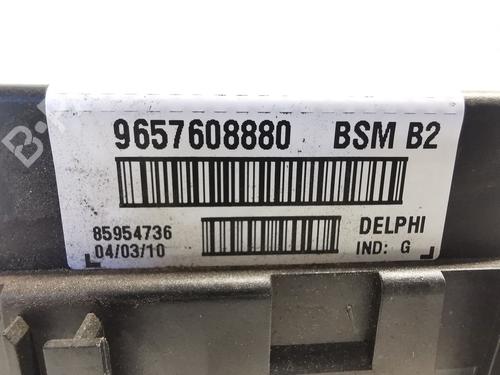 9657608880 BSM B2
85954736 DELPHI
04/03/10 IND: G